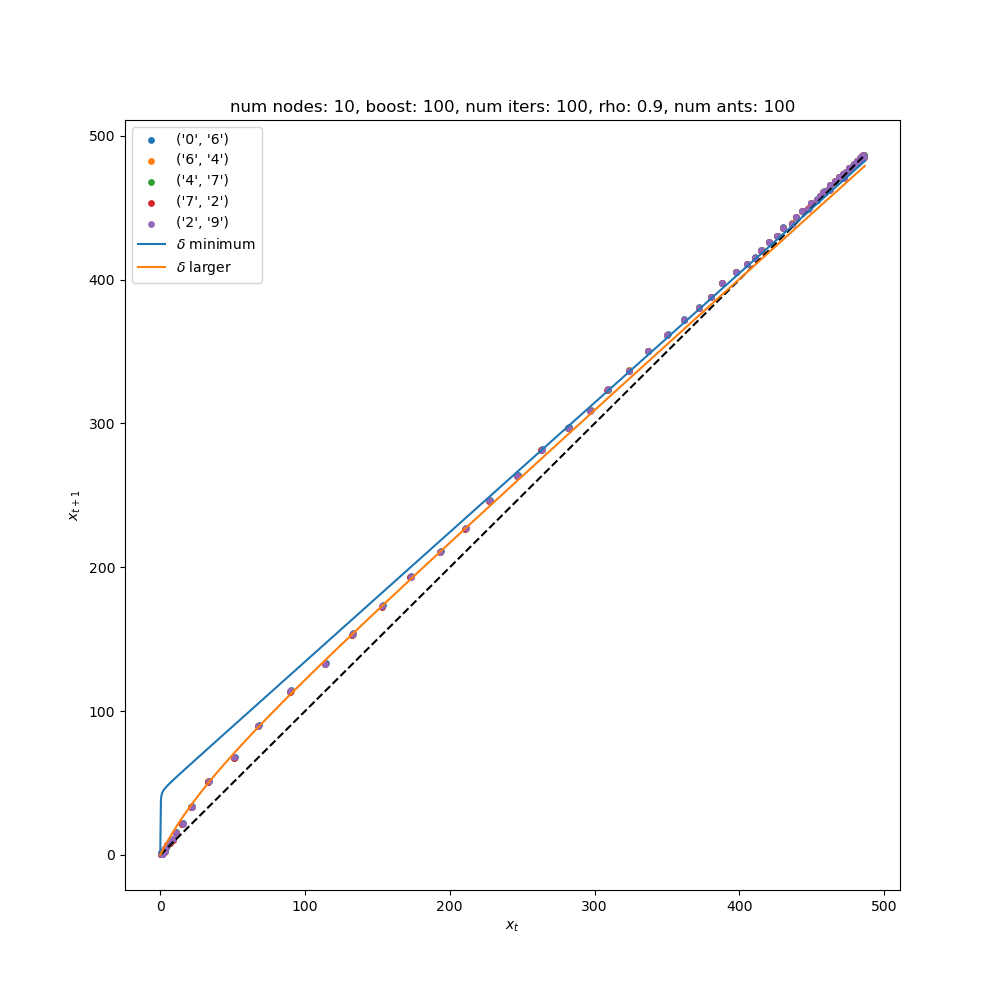 num nodes: 10, boost: 100, num iters: 100, rho: 0.9, num ants: 100
('0', '6')
('6', '4')
('4', '7')
('7', '2')
('2', '9')
δ minimum
δ larger
500
400
300
200
100
0
x_{t+1}
0 100 200 300 400 500
x_t